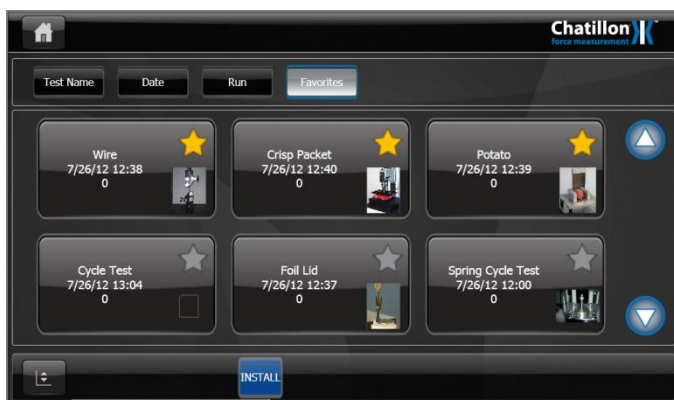 Chatillon
force measurement
Test Name
Date
Run
Favorites
Wire
7/26/12 12:38
0
Crisp Packet
7/26/12 12:40
0
Potato
7/26/12 12:39
0
Cycle Test
7/26/12 13:04
0
Foil Lid
7/26/12 12:37
0
Spring Cycle Test
7/26/12 12:00
0
INSTALL